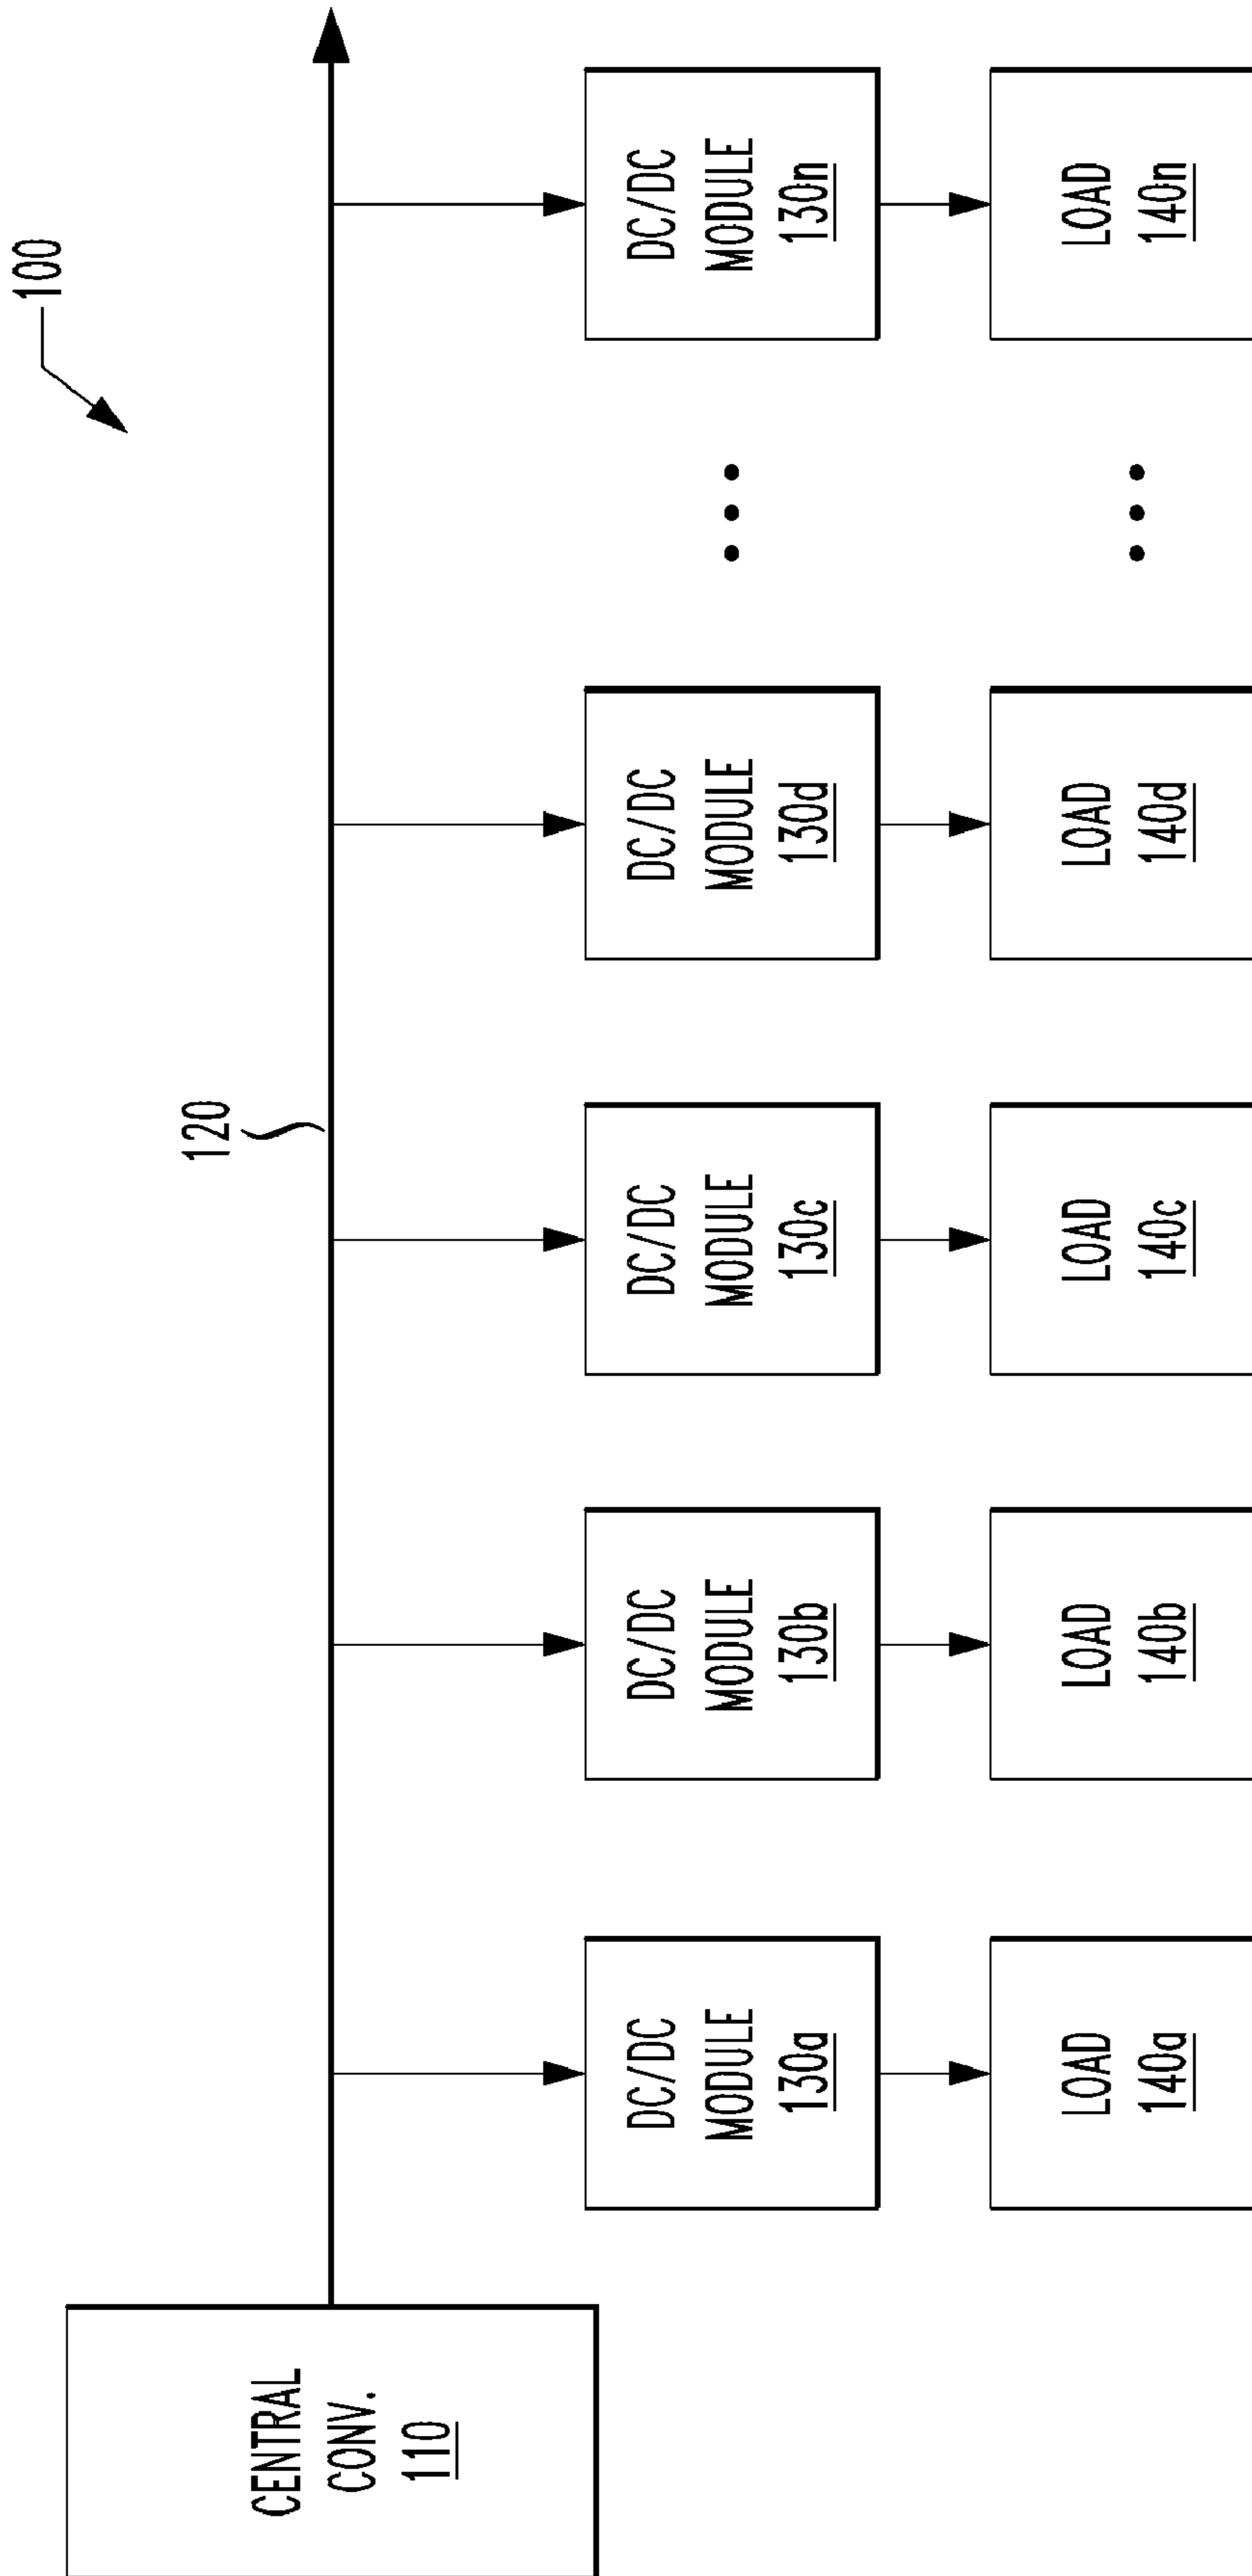 100
120
CENTRAL
CONV.
110
DC/DC
MODULE
130a
DC/DC
MODULE
130b
DC/DC
MODULE
130c
DC/DC
MODULE
130d
DC/DC
MODULE
130n
LOAD
140a
LOAD
140b
LOAD
140c
LOAD
140d
LOAD
140n